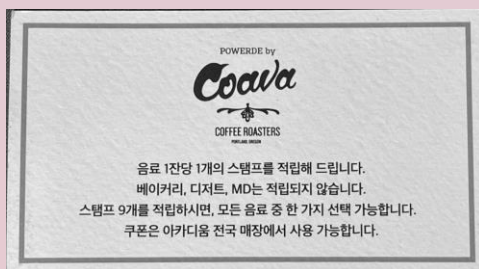 POWERDE by
Coava
COFFEE ROASTERS
PORTLAND, OREGON
음료 1잔당 1개의 스탬프를 적립해 드립니다.
베이커리, 디저트, MD는 적립되지 않습니다.
스탬프 9개를 적립하시면, 모든 음료 중 한 가지 선택 가능합니다.
쿠폰은 아카디움 전국 매장에서 사용 가능합니다.